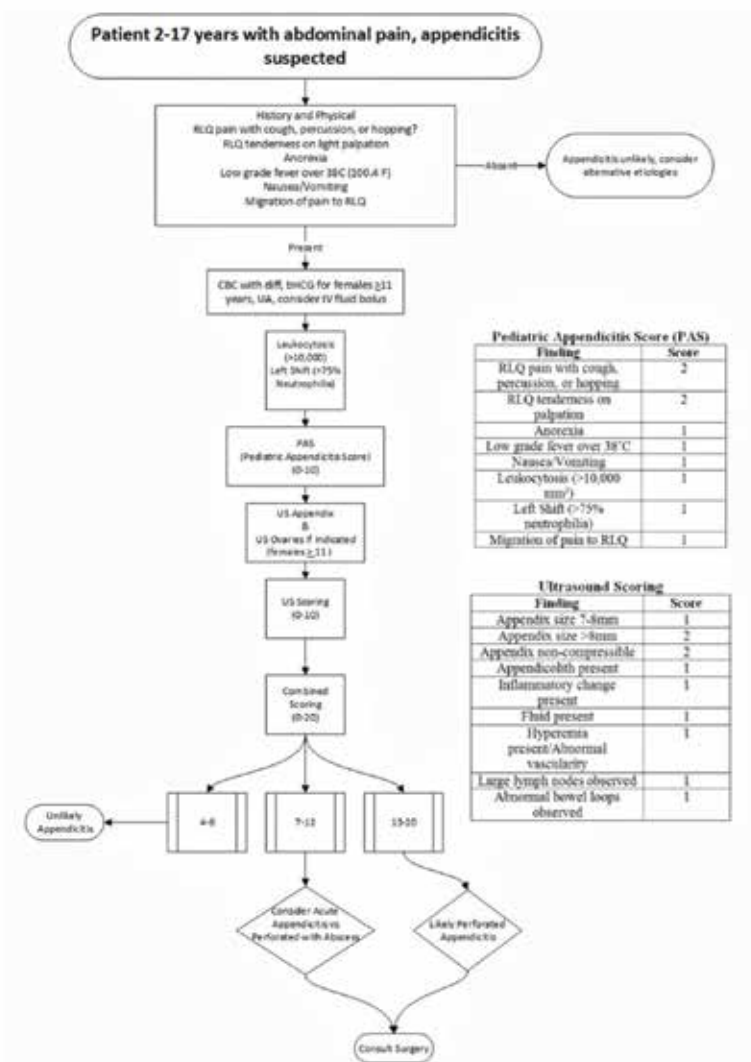 Patient 2-17 years with abdominal pain, appendicitis
suspected
History and Physical
RLQ pain with cough, percussion, or hopping?
RLQ tenderness on light palpation
Anorexia
Low grade fever over 38C (100.4 F)
Nausea/Vomiting
Migration of pain to RLQ
Absent
Appendicitis unlikely, consider
alternative etiologies
Present
CBC with diff, bHCG for females ≥11
years, UA, consider IV fluid bolus
Leukocytosis
(>10,000)
Left Shift (>75%
Neutrophilia)
PAS
(Pediatric Appendicitis Score)
(0-10)
US Appendix
&
US Ovaries if indicated
(females ≥ 11 )
US Scoring
(0-10)
Combined
Scoring
(0-20)
Unlikely
Appendicitis
7-12
Consider Acute
Appendicitis vs
Perforated with Abscess
Likely Perforated
Appendicitis
Consult Surgery
Pediatric Appendicitis Score (PAS)
Finding Score
RLQ pain with cough, 2
percussion, or hopping
RLQ tenderness on 2
palpation
Anorexia 1
Low grade fever over 38°C 1
Nausea/Vomiting 1
Leukocytosis (>10,000 1
mm³)
Left Shift (>75% 1
neutrophilia)
Migration of pain to RLQ 1
Ultrasound Scoring
Finding Score
Appendix size 7-8mm 1
Appendix size >8mm 2
Appendix non-compressible 2
Appendicolith present 1
Inflammatory change 1
present
Fluid present 1
Hyperemia 1
present/Abnormal
vascularity
Large lymph nodes observed 1
Abnormal bowel loops 1
observed